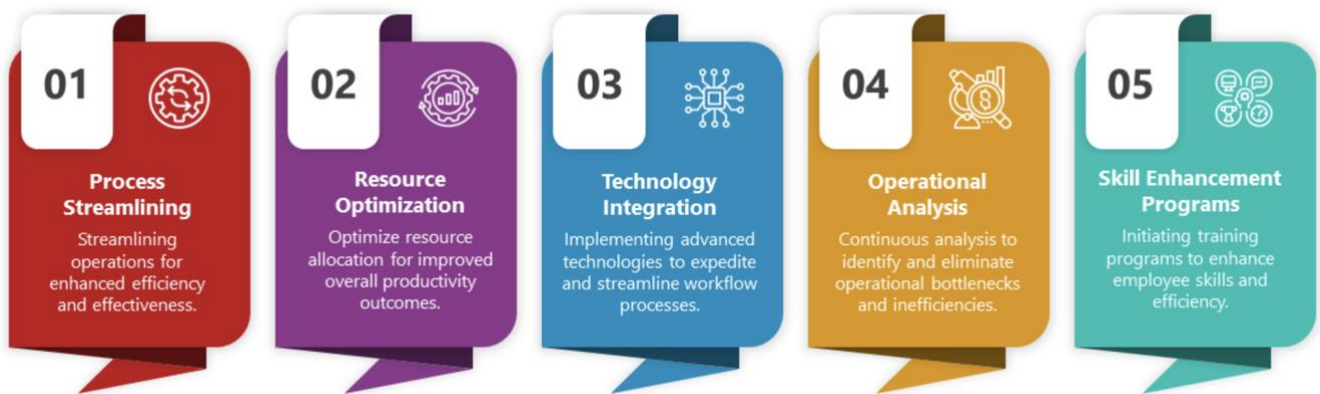 01
Process
Streamlining
Streamlining
operations for
enhanced efficiency
and effectiveness.
02
Resource
Optimization
Optimize resource
allocation for improved
overall productivity
outcomes.
03
Technology
Integration
Implementing advanced
technologies to expedite
and streamline workflow
processes.
04
Operational
Analysis
Continuous analysis to
identify and eliminate
operational bottlenecks
and inefficiencies.
05
Skill Enhancement
Programs
Initiating training
programs to enhance
employee skills and
efficiency.